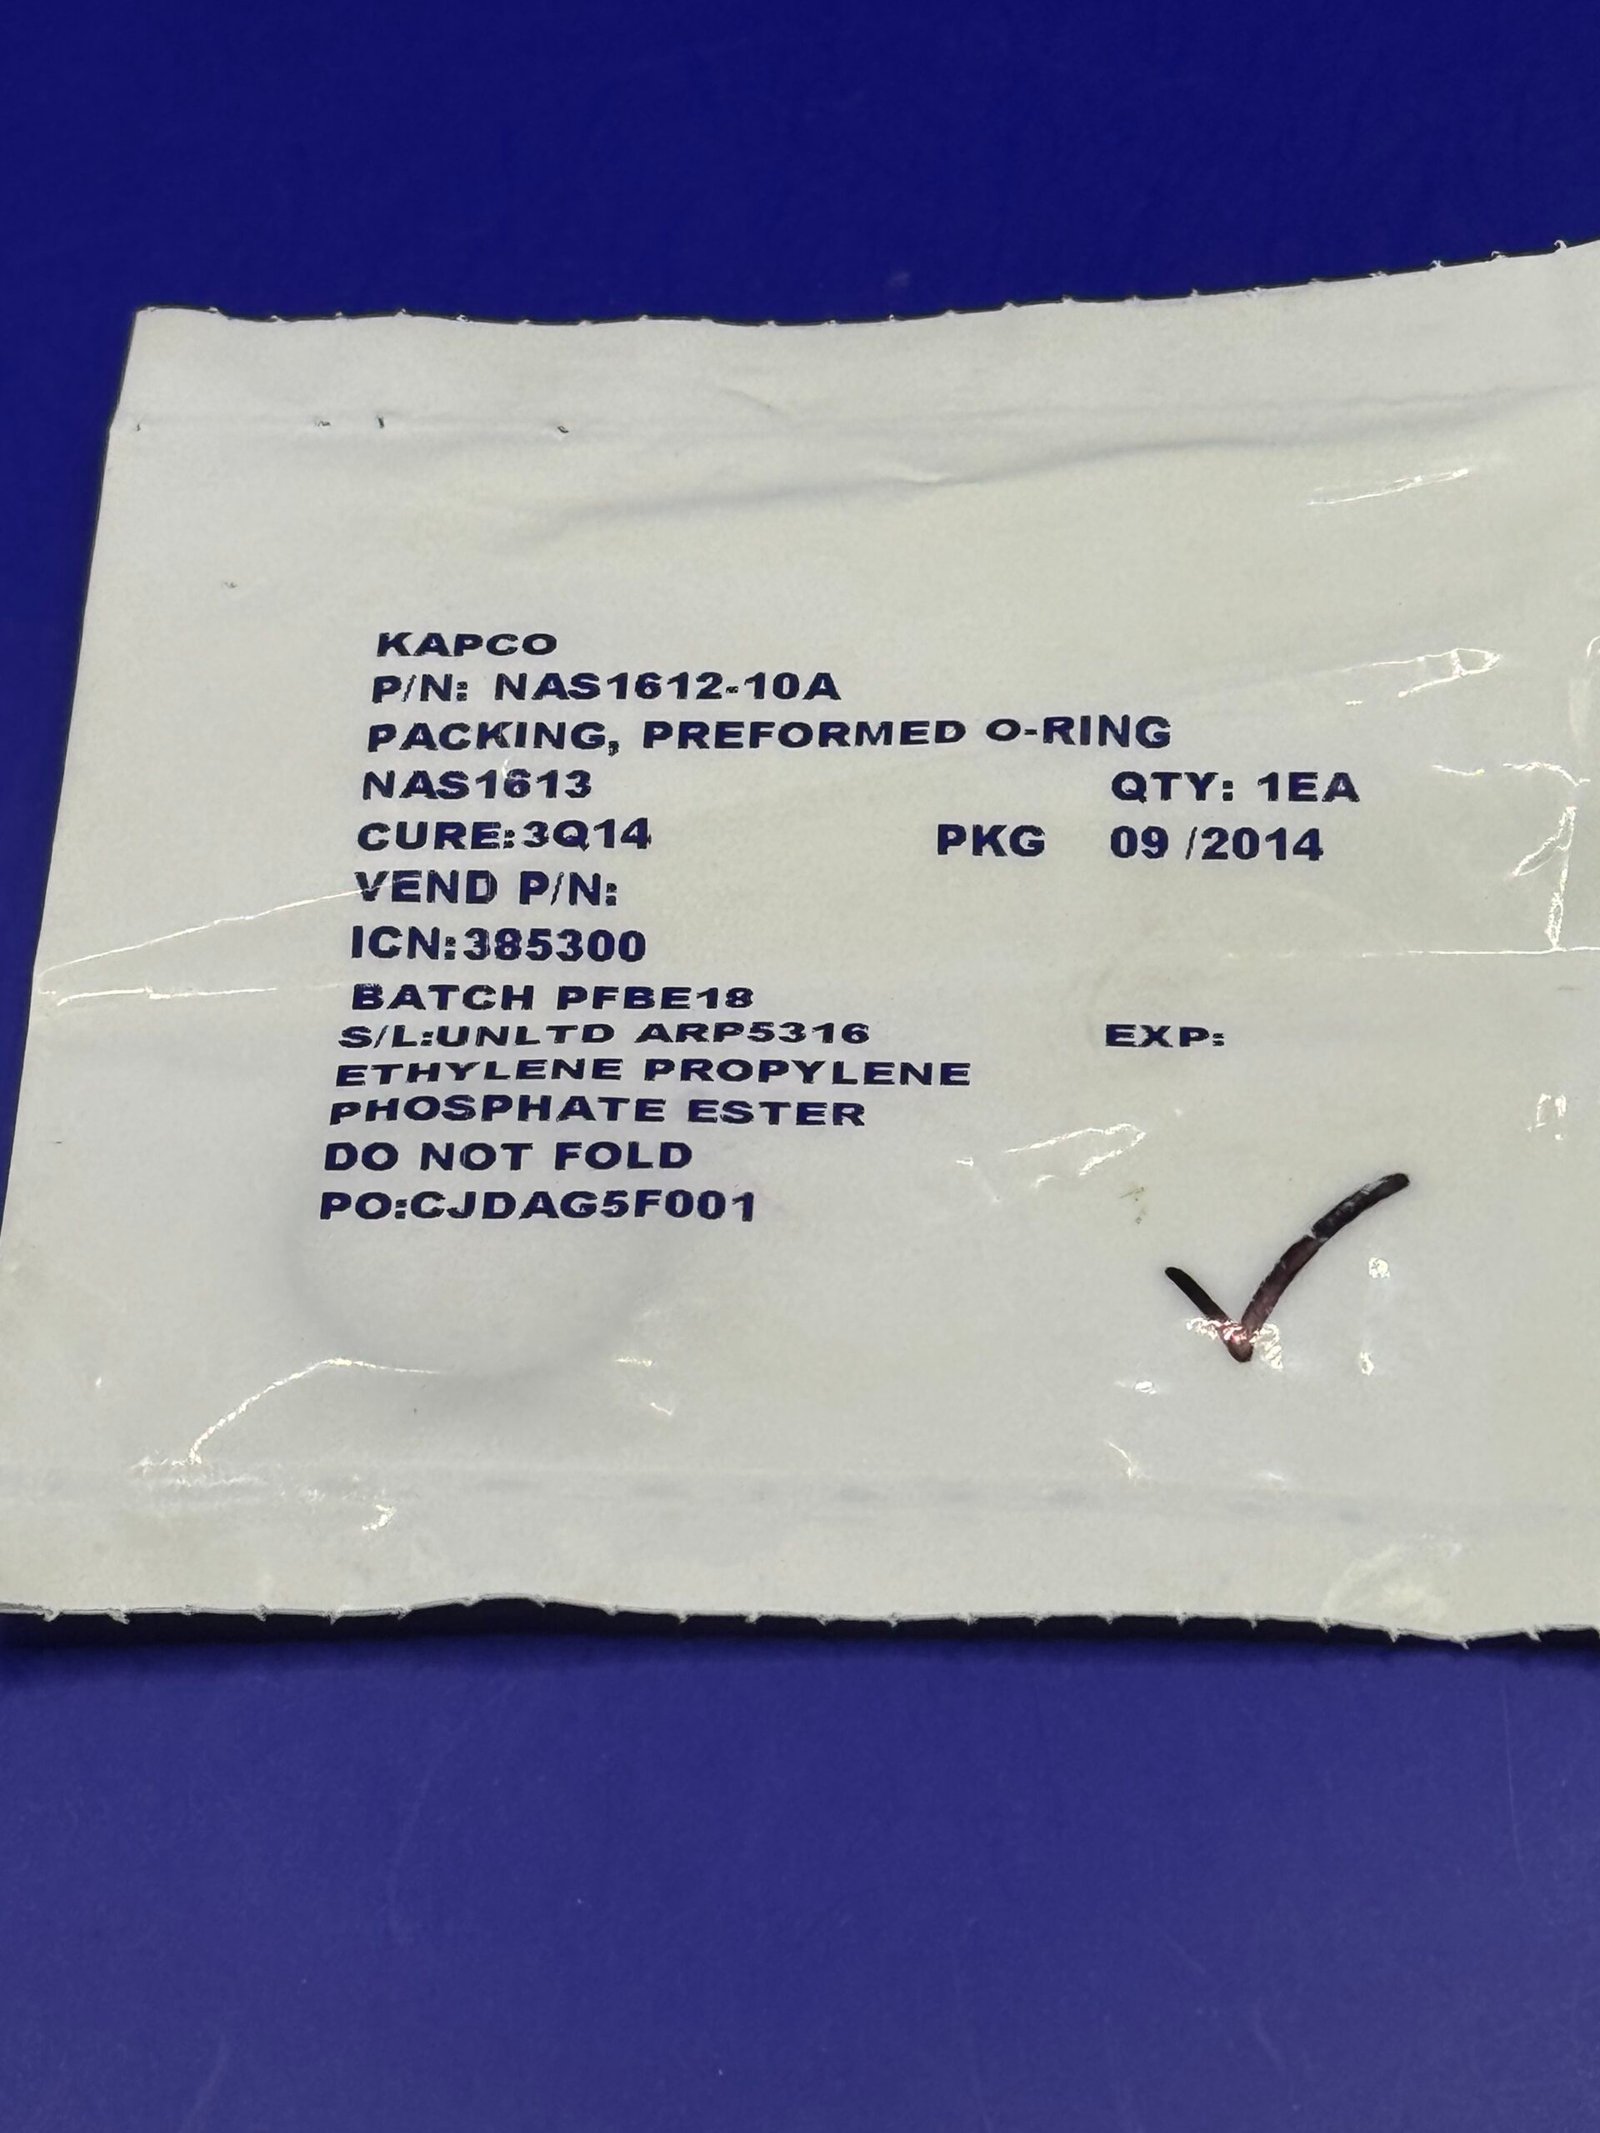 KAPCO
P/N: NAS1612-10A
PACKING, PREFORMED O-RING
NAS1613 QTY: 1EA
CURE:3Q14 PKG 09 /2014
VEND P/N:
ICN:385300
BATCH PFBE18
S/L:UNLTD ARP5316 EXP:
ETHYLENE PROPYLENE
PHOSPHATE ESTER
DO NOT FOLD
PO:CJDAG5F001